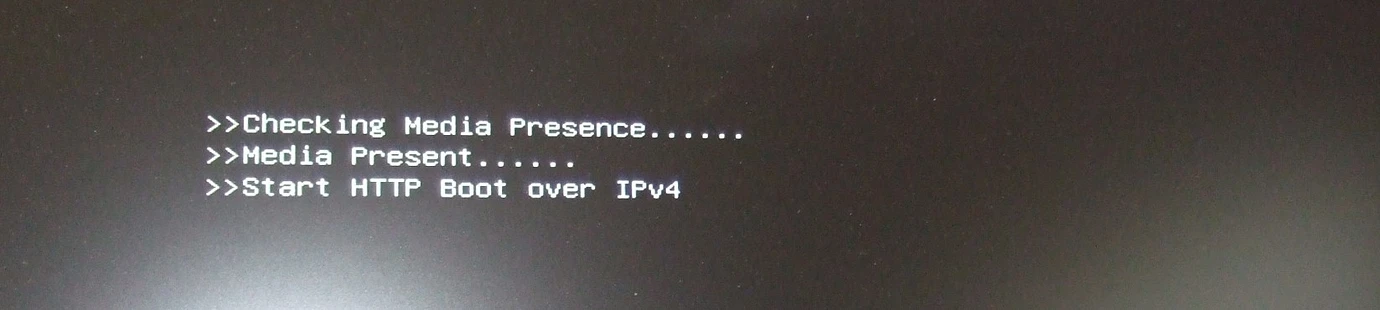 >>Checking Media Presence......
>>Media Present......
>>Start HTTP Boot over IPv4